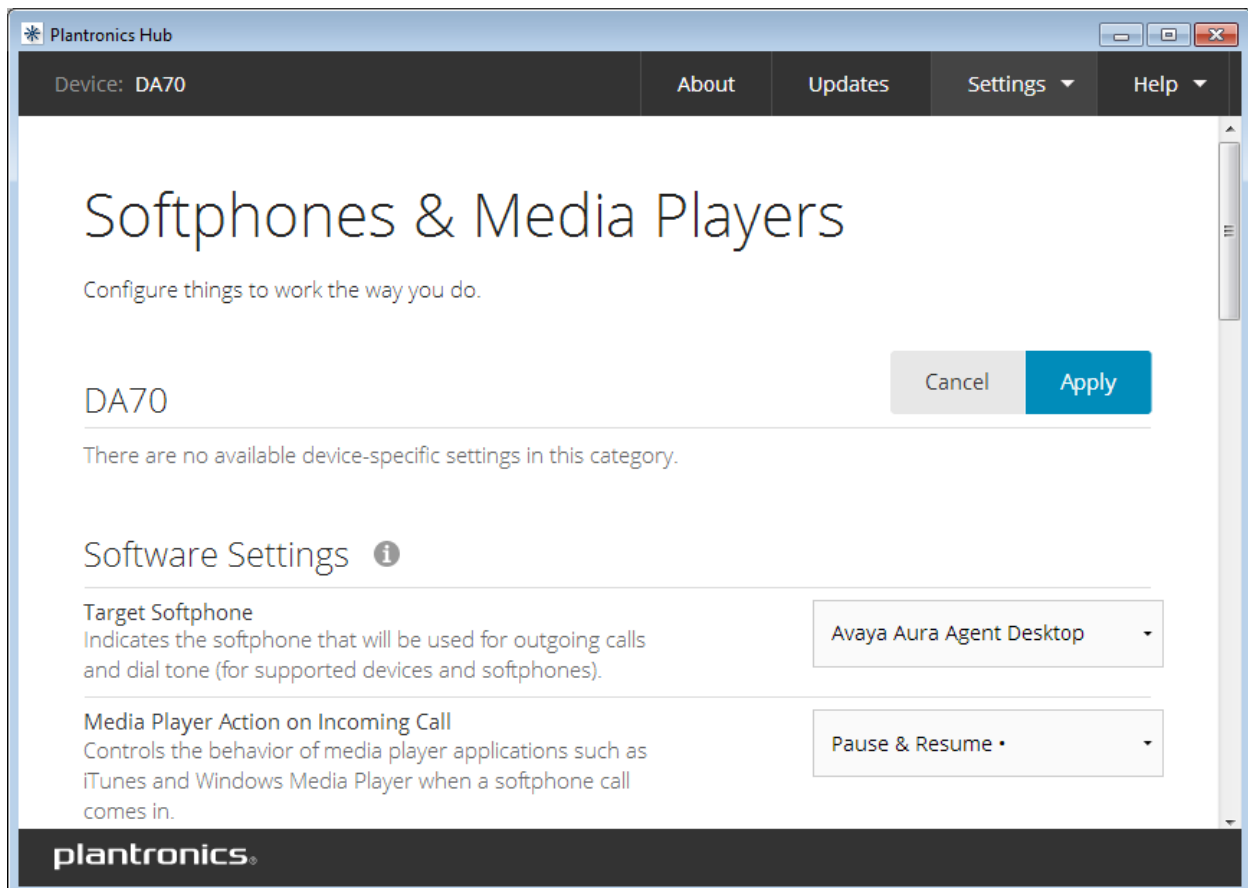 Plantronics Hub
Device: DA70
About
Updates
Settings
Help
Softphones & Media Players
Configure things to work the way you do.
DA70
Cancel
Apply
There are no available device-specific settings in this category.
Software Settings
Target Softphone
Indicates the softphone that will be used for outgoing calls
and dial tone (for supported devices and softphones).
Avaya Aura Agent Desktop
Media Player Action on Incoming Call
Controls the behavior of media player applications such as
iTunes and Windows Media Player when a softphone call
comes in.
Pause & Resume •
plantronics®